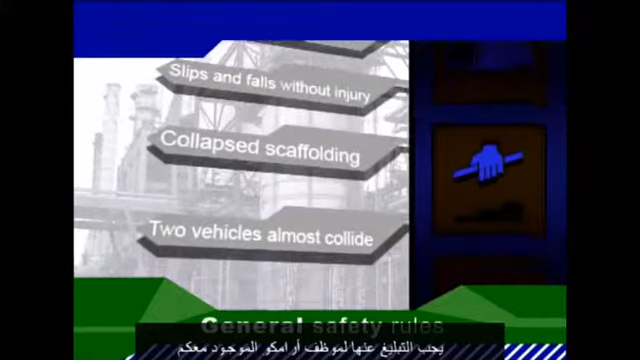 Slips and falls without injury
Collapsed scaffolding
Two vehicles almost collide
General safety rules
يجب التبليغ عنها لموظف أرامكو الموجود معكم